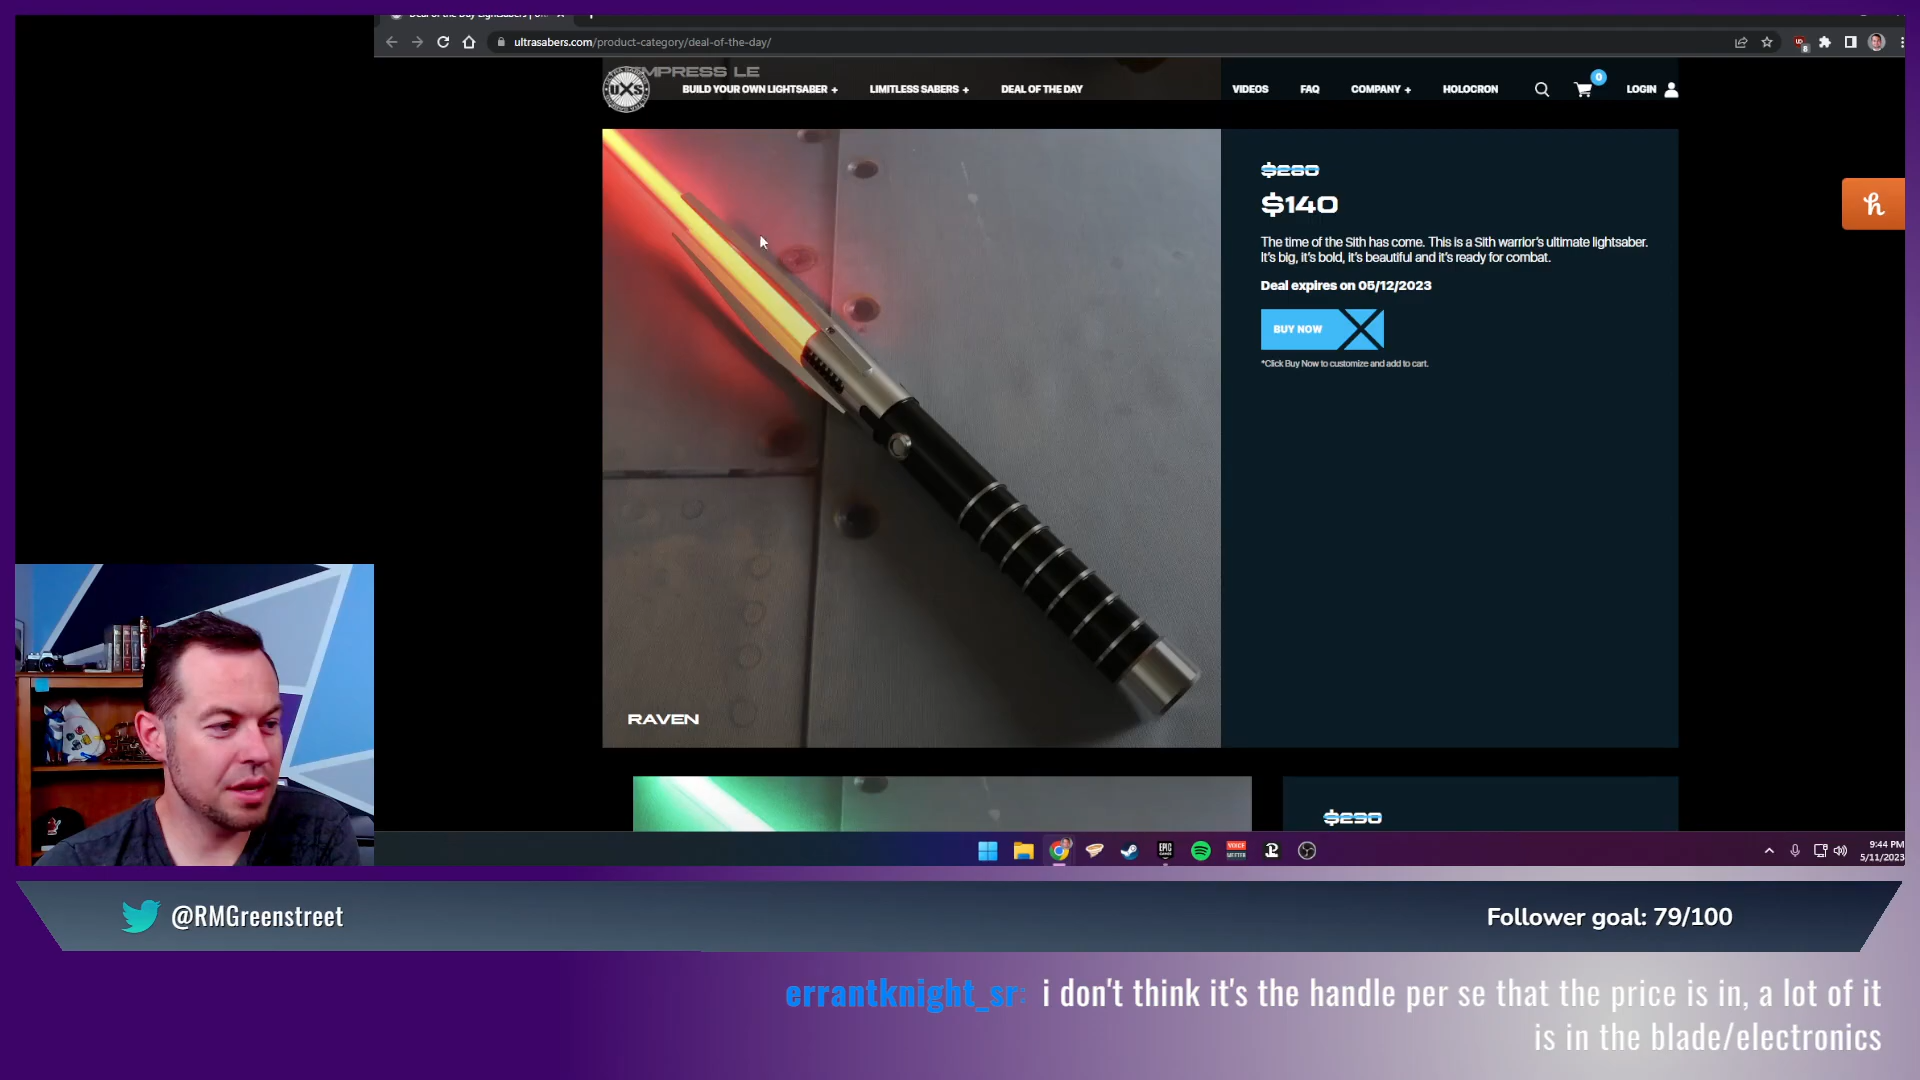 ultrasabers.com/product-category/deal-of-the-day/
EMPRESS LE
UXS
BUILD YOUR OWN LIGHTSABER +
LIMITLESS SABERS +
DEAL OF THE DAY
VIDEOS
FAQ
COMPANY +
HOLOCRON
0
LOGIN
$280
$140
The time of the Sith has come. This is a Sith warrior's ultimate lightsaber.
It's big, it's bold, it's beautiful and it's ready for combat.
Deal expires on 05/12/2023
BUY NOW
*Click Buy Now to customize and add to cart.
RAVEN
$290
EPIC
9:44 PM
5/11/2023
@RMGreenstreet
Follower goal: 79/100
errantknight_sr: i don't think it's the handle per se that the price is in, a lot of it
is in the blade/electronics